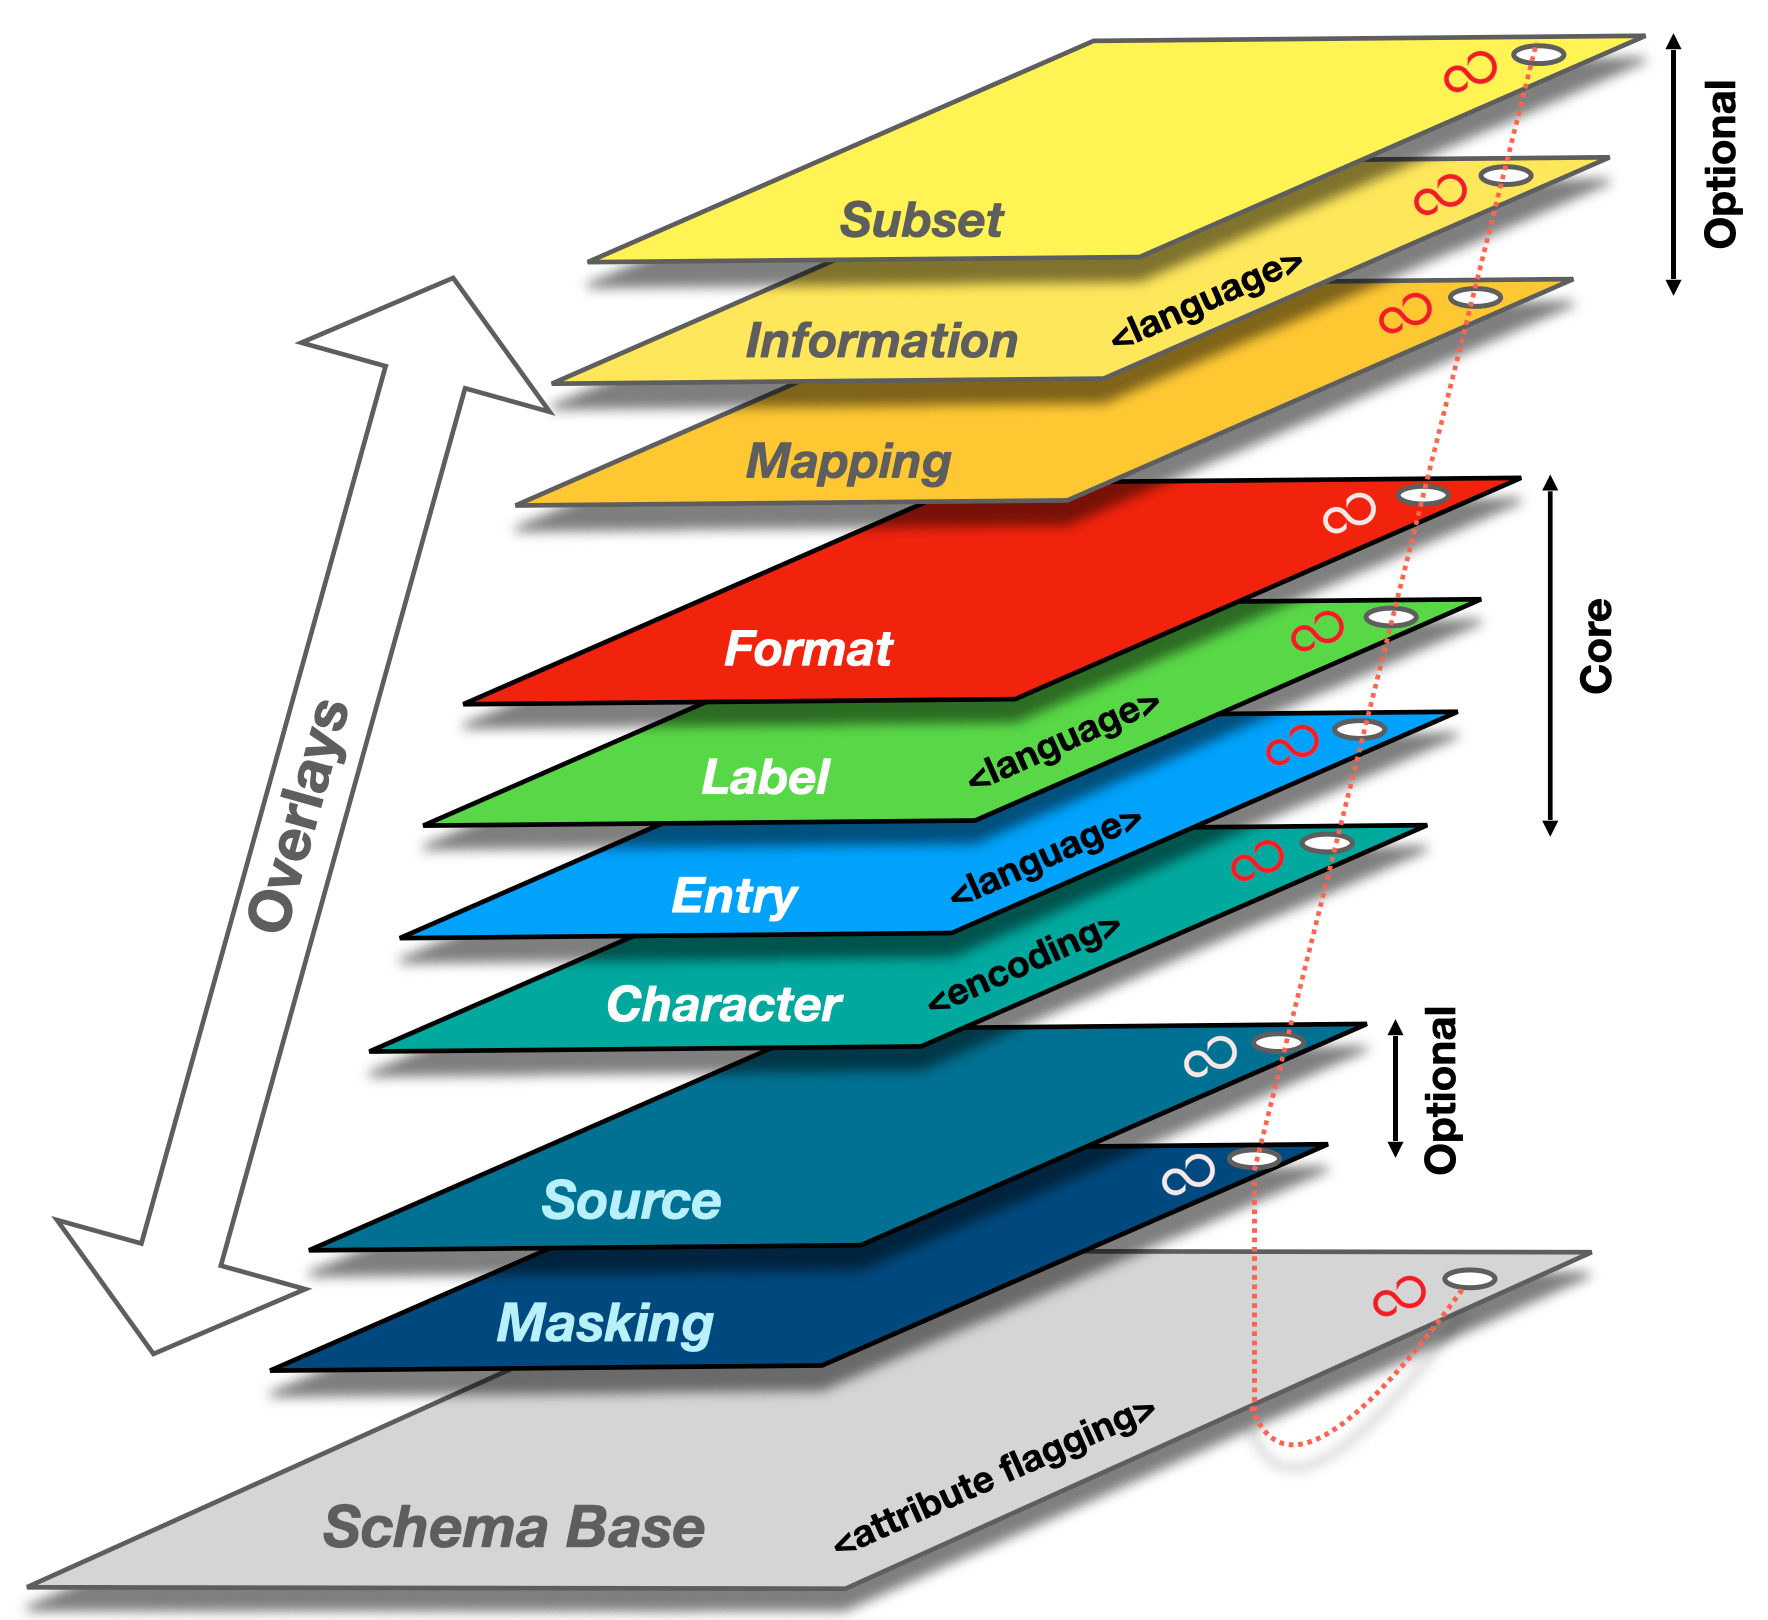 Optional
Subset
Information
<language>
Mapping
Format
Core
Label
<language>
Overlays
Entry
<language>
Character
<encoding>
Optional
Source
Masking
<attribute flagging>
Schema Base